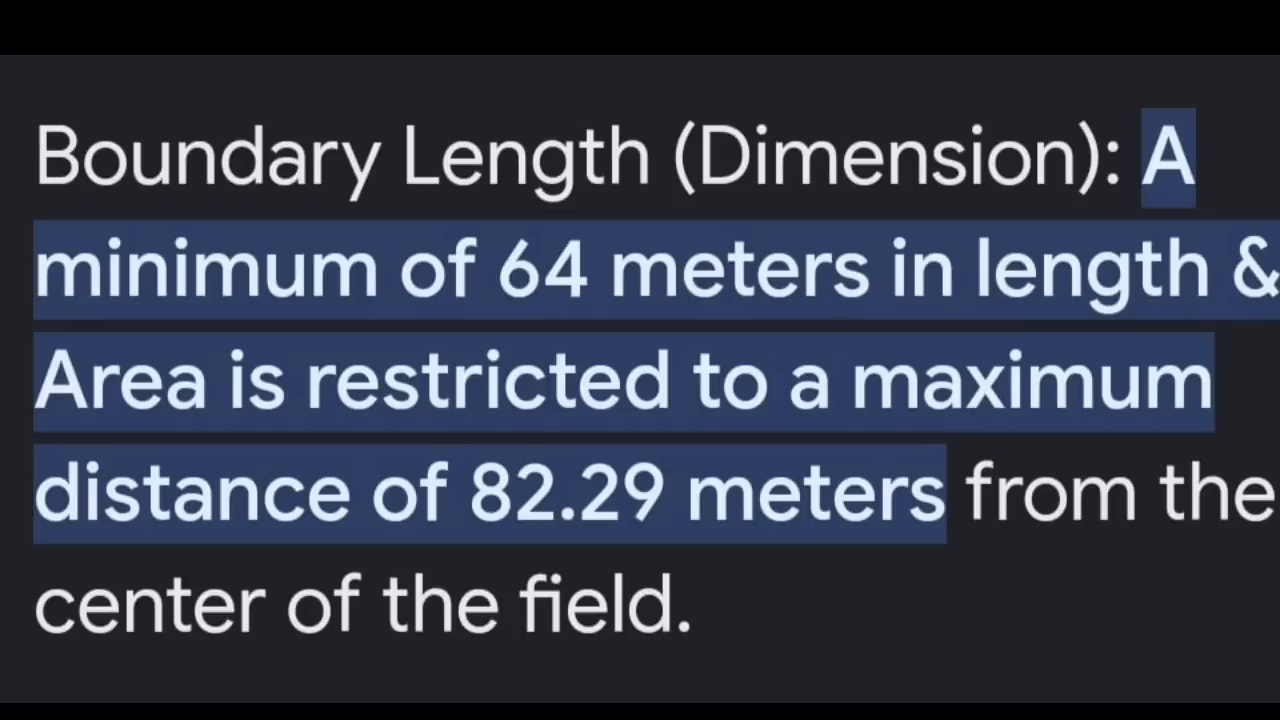 Boundary Length (Dimension): A
minimum of 64 meters in length &
Area is restricted to a maximum
distance of 82.29 meters from the
center of the field.